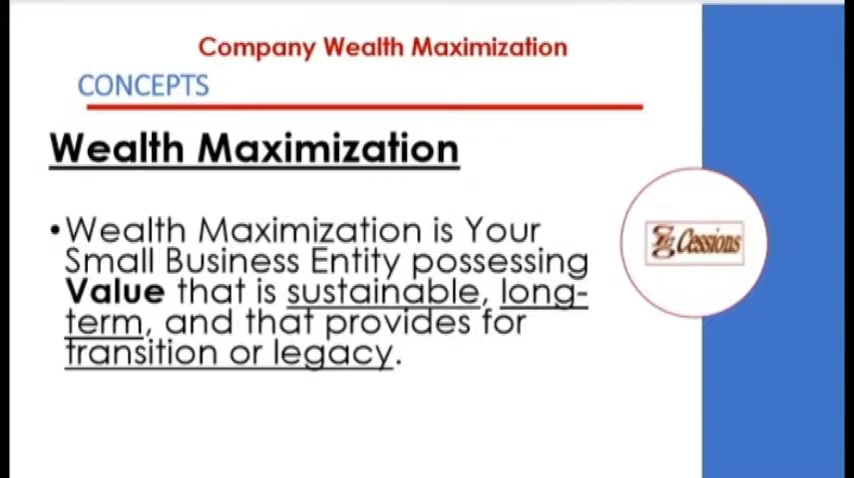 Company Wealth Maximization
CONCEPTS
Wealth Maximization
•Wealth Maximization is Your
Small Business Entity possessing
Value that is sustainable, long-
term, and that provides for
transition or legacy.
Cessions